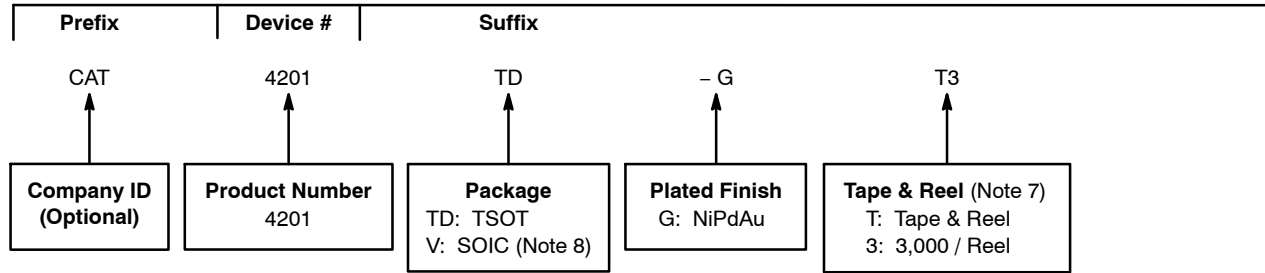 Prefix Device # Suffix
CAT 4201 TD – G T3
Company ID
(Optional)
Product Number
4201
Package
TD: TSOT
V: SOIC (Note 8)
Plated Finish
G: NiPdAu
Tape & Reel (Note 7)
T: Tape & Reel
3: 3,000 / Reel